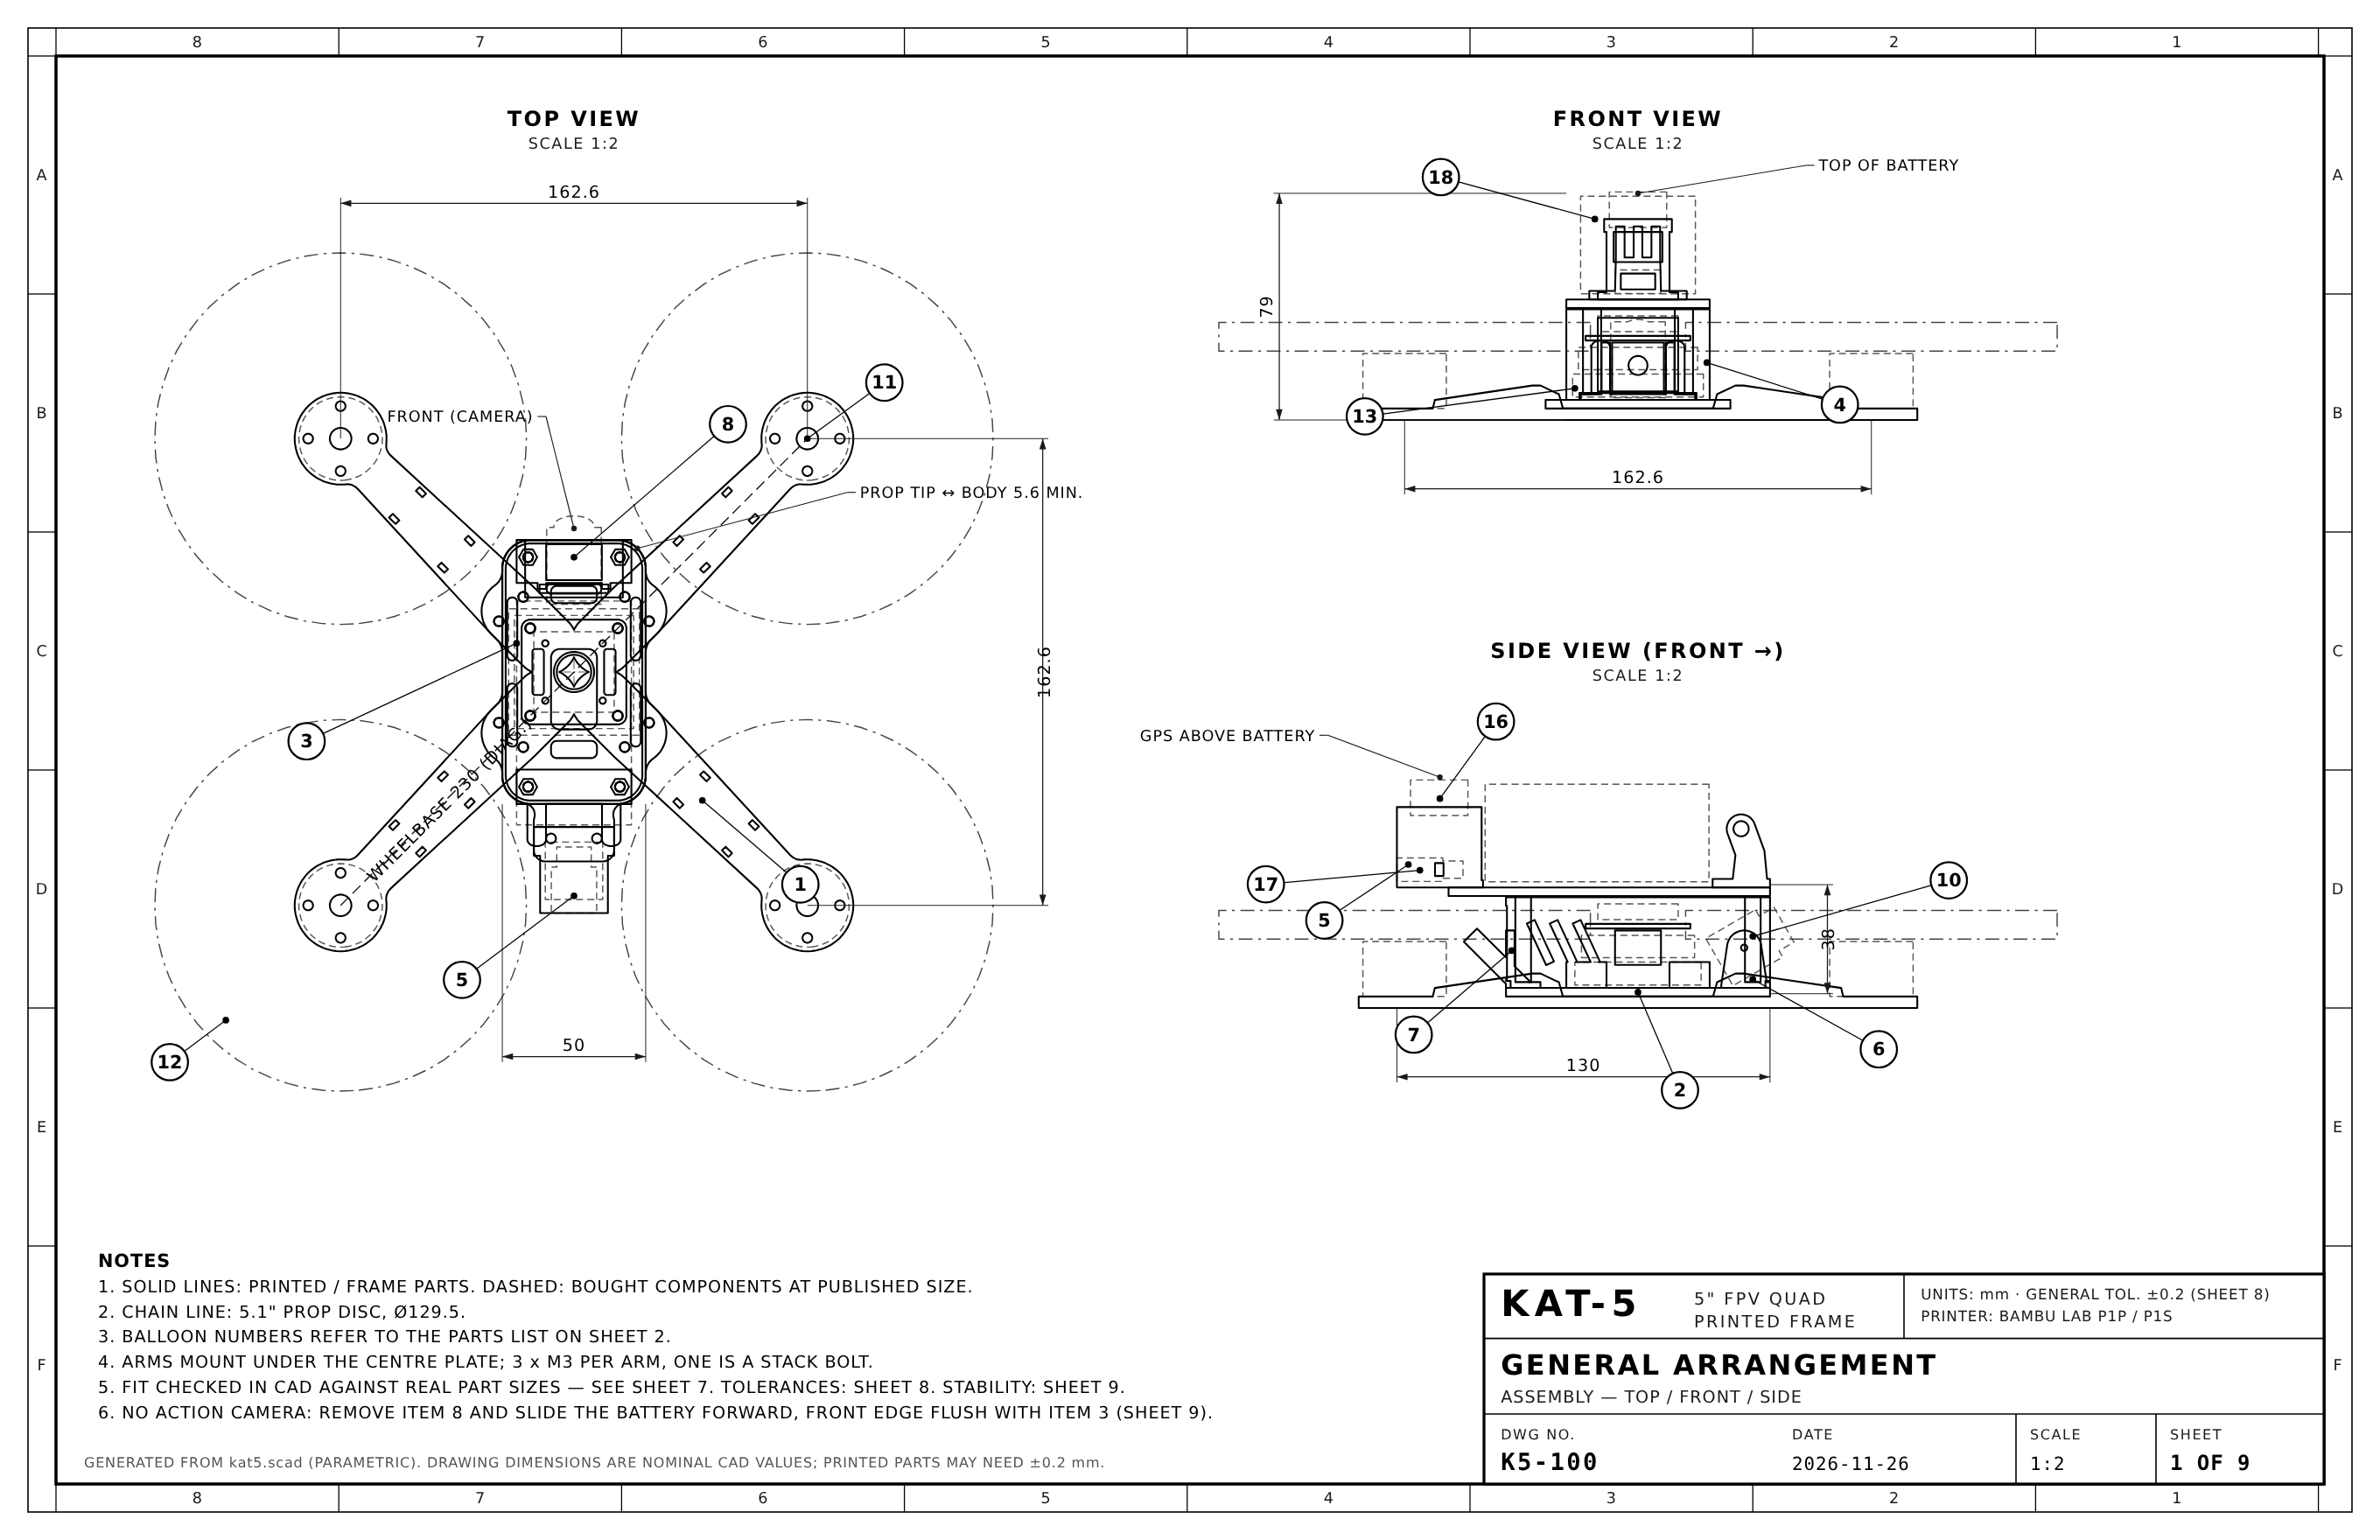 8 7 6 5 4 3 2 1
A A
B B
C C
D D
E E
F F
TOP VIEW
SCALE 1:2
162.6
FRONT (CAMERA)
8
11
PROP TIP ↔ BODY 5.6 MIN.
162.6
3
WHEELBASE 230 (DIAG.)
1
5
12
50
FRONT VIEW
SCALE 1:2
18
TOP OF BATTERY
79
13
4
162.6
SIDE VIEW (FRONT →)
SCALE 1:2
16
GPS ABOVE BATTERY
17
5
10
38
7
6
130
2
NOTES
1. SOLID LINES: PRINTED / FRAME PARTS. DASHED: BOUGHT COMPONENTS AT PUBLISHED SIZE.
2. CHAIN LINE: 5.1" PROP DISC, Ø129.5.
3. BALLOON NUMBERS REFER TO THE PARTS LIST ON SHEET 2.
4. ARMS MOUNT UNDER THE CENTRE PLATE; 3 x M3 PER ARM, ONE IS A STACK BOLT.
5. FIT CHECKED IN CAD AGAINST REAL PART SIZES — SEE SHEET 7. TOLERANCES: SHEET 8. STABILITY: SHEET 9.
6. NO ACTION CAMERA: REMOVE ITEM 8 AND SLIDE THE BATTERY FORWARD, FRONT EDGE FLUSH WITH ITEM 3 (SHEET 9).
GENERATED FROM kat5.scad (PARAMETRIC). DRAWING DIMENSIONS ARE NOMINAL CAD VALUES; PRINTED PARTS MAY NEED ±0.2 mm.
KAT-5
5" FPV QUAD
PRINTED FRAME
UNITS: mm · GENERAL TOL. ±0.2 (SHEET 8)
PRINTER: BAMBU LAB P1P / P1S
GENERAL ARRANGEMENT
ASSEMBLY — TOP / FRONT / SIDE
DWG NO.
K5-100
DATE
2026-11-26
SCALE
1:2
SHEET
1 OF 9
8 7 6 5 4 3 2 1